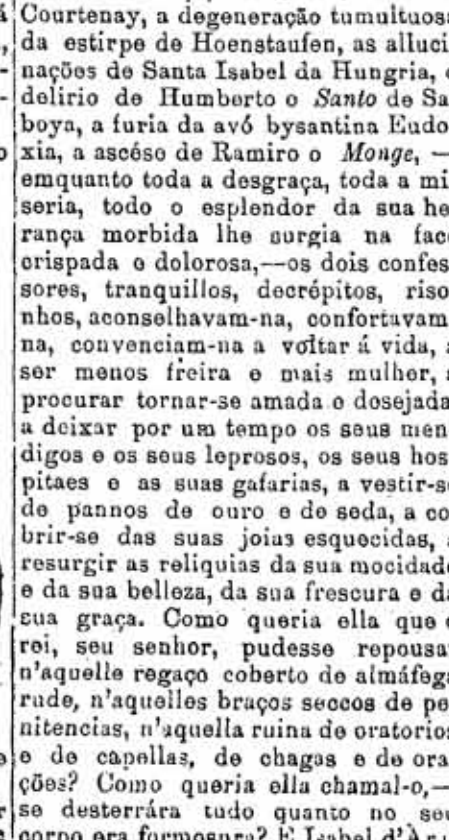 Courtenay, a degeneração tumultuos
da estirpe de Hoenstaufen, as alluci
nações de Santa Isabel da Hungria,
delirio de Humberto o Santo de Sa
boya, a furia da avó bysantina Eudo
xia, a ascése de Ramiro o Monge, —
emquanto toda a desgraça, toda a mi
seria, todo o esplendor da sua he
rança morbida lhe surgia na fac
crispada e dolorosa,—os dois confes
sores, tranquillos, decrépitos, riso
nhos, aconselhavam-na, confortavam
na, convenciam-na a voltar á vida, a
ser menos freira e mais mulher, a
procurar tornar-se amada e desejada
a deixar por um tempo os seus men
digos e os seus leprosos, os seus hos
pitaes e as suas gafarias, a vestir-s
de pannos de ouro e de seda, a co
brir-se das suas joias esquecidas, a
resurgir as reliquias da sua mocidad
e da sua belleza, da sua frescura e d
sua graça. Como queria ella que o
rei, seu senhor, pudesse repousa
n'aquelle regaço coberto de almáfega
rude, n'aquelles braços seccos de pe
nitencias, n'aquella ruina de oratorios
e de capellas, de chagas e de ora
ções? Como queria ella chamal-o,—
se desterrára tudo quanto no seu
corpo era formosura? E Isabel d'